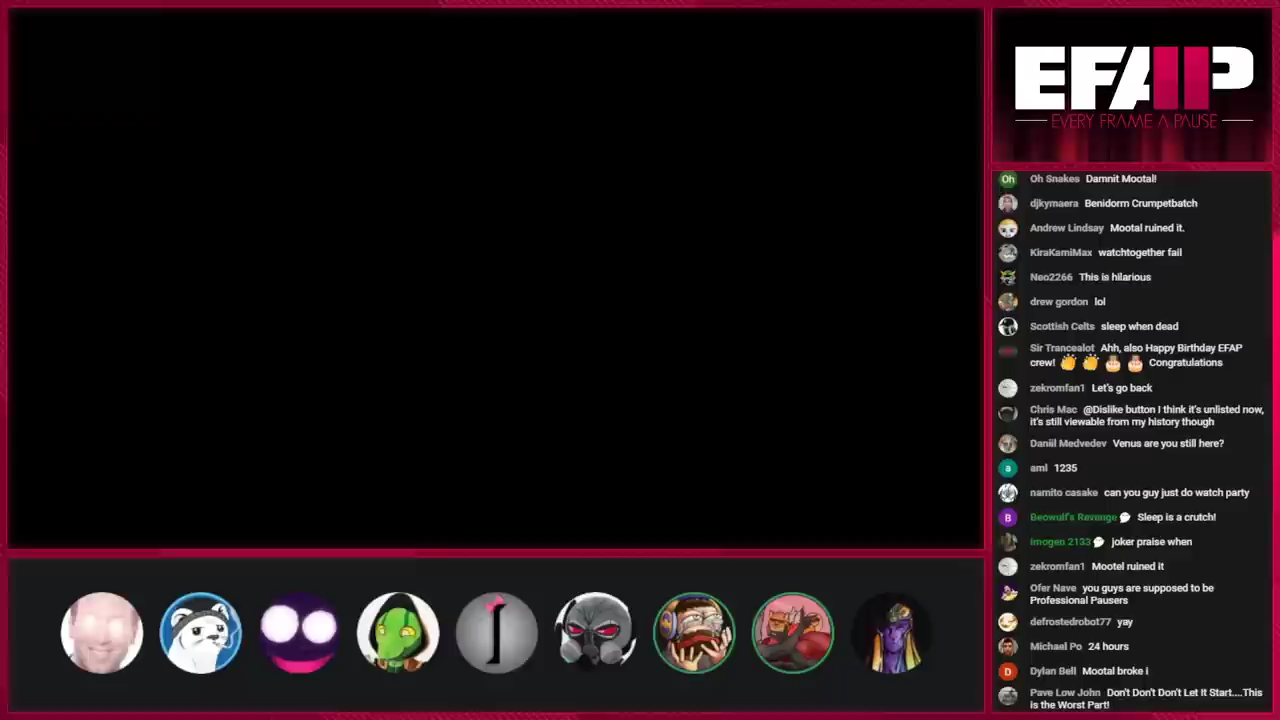 EFAP
EVERY FRAME A PAUSE
Oh
Oh Snakes Damnit Mootal!
djkymaera Benidorm Crumpetbatch
Andrew Lindsay Mootal ruined it.
KiraKamiMax watchtogether fail
Neo2266 This is hilarious
drew gordon lol
Scottish Celts sleep when dead
Sir Trancealot Ahh, also Happy Birthday EFAP
crew! 👏 👏 🎂 🎂 Congratulations
zekromfan1 Let's go back
Chris Mac @Dislike button I think it's unlisted now,
it's still viewable from my history though
Daniil Medvedev Venus are you still here?
a aml 1235
namito casake can you guy just do watch party
B Beowulf's Revenge Sleep is a crutch!
Imogen 2133 joker praise when
zekromfan1 Mootel ruined it
Ofer Nave you guys are supposed to be
Professional Pausers
defrostedrobot77 yay
Michael Po 24 hours
D Dylan Bell Mootal broke i
Pave Low John Don't Don't Don't Let It Start....This
is the Worst Part!